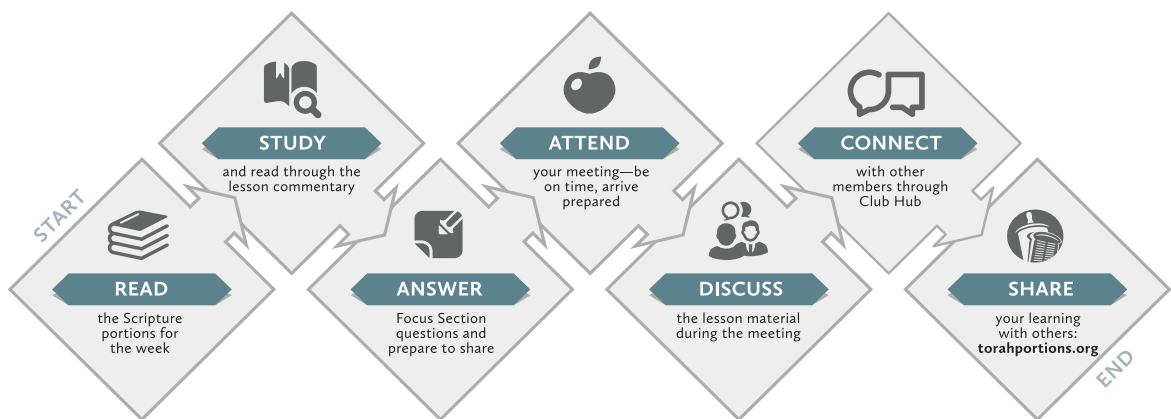 START
READ
the Scripture
portions for
the week
STUDY
and read through the
lesson commentary
ANSWER
Focus Section
questions and
prepare to share
ATTEND
your meeting—be
on time, arrive
prepared
DISCUSS
the lesson material
during the meeting
CONNECT
with other
members through
Club Hub
SHARE
your learning
with others:
torahportions.org
END